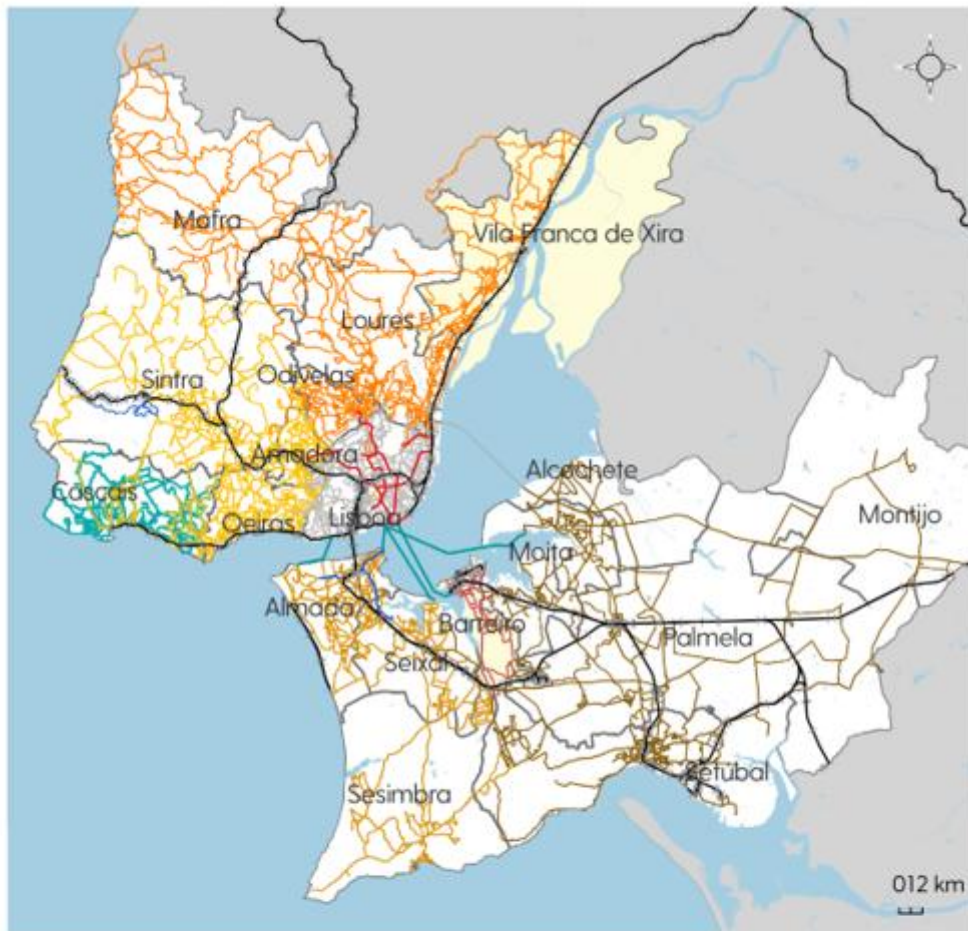 Mafra
Vila Franca de Xira
Loures
Odivelas
Sintra
Amadora
Cascais
Oeiras
Lisboa
Alcochete
Montijo
Moita
Almada
Barreiro
Palmela
Seixal
Setúbal
Sesimbra
012 km